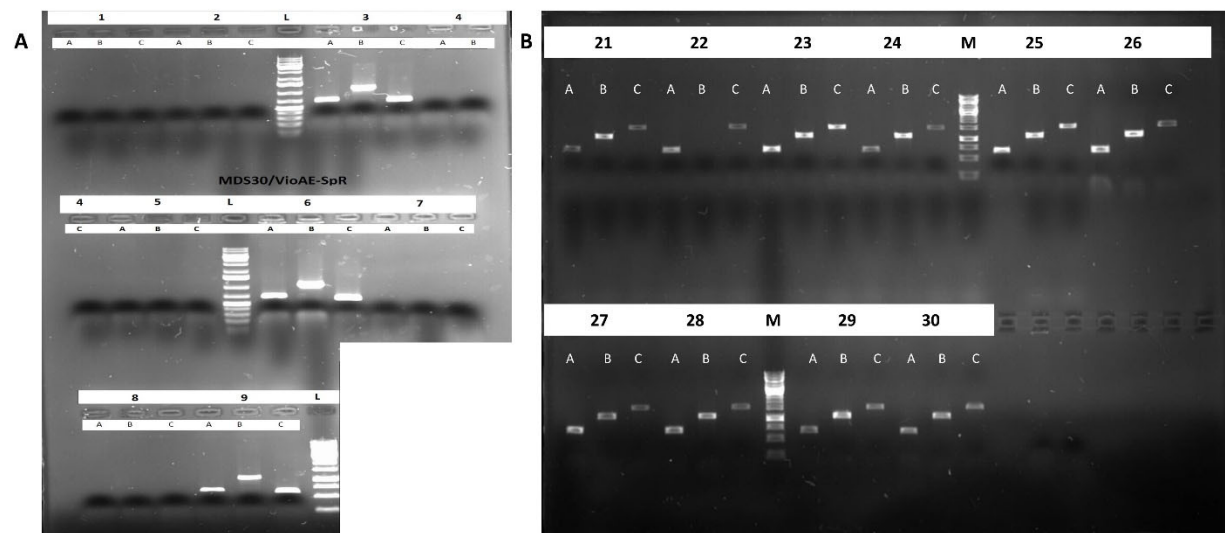 A
1 2 L 3 4
A B C A B C A B C A B
MDS30/VioAE-SpR
4 5 L 6 7
C A B C A B C A B C
8 9 L
A B C A B C
B
21 22 23 24 M 25 26
A B C A B C A B C A B C A B C A B C
27 28 M 29 30
A B C A B C A B C A B C